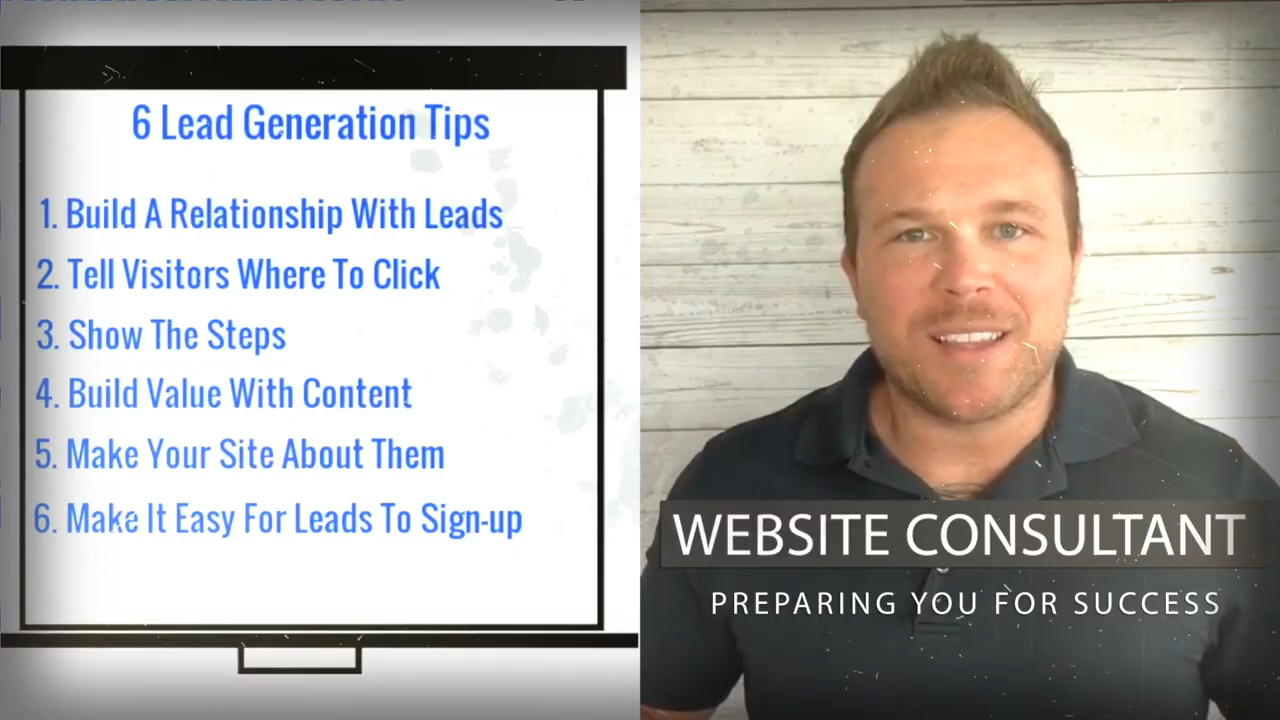 6 Lead Generation Tips
1. Build A Relationship With Leads
2. Tell Visitors Where To Click
3. Show The Steps
4. Build Value With Content
5. Make Your Site About Them
6. Make It Easy For Leads To Sign-up
WEBSITE CONSULTANT
PREPARING YOU FOR SUCCESS